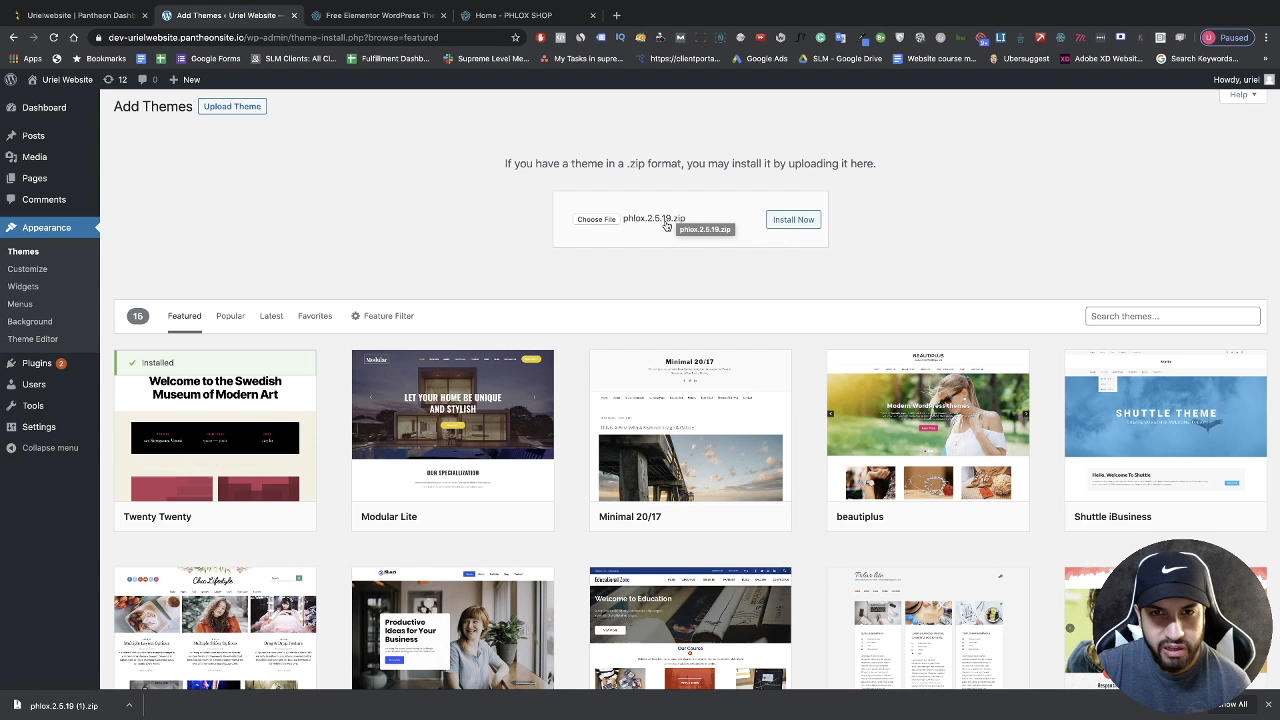 Urielwebsite | Pantheon Dash
Free Elementor WordPress The
Home – PHLOX SHOP
dev-urielwebsite.pantheonsite.io/wp-admin/theme-install.php?browse=featured
Paused
Apps
Bookmarks
Google Forms
SLM Clients: All Cl...
Fulfillment Dashb...
Supreme Level M...
My Tasks in supre...
https://clientporta...
Google Ads
SLM - Google Drive
Website course m...
Ubersuggest
Adobe XD Websit...
Search Keywords...
Uriel Website
12
0
New
Howdy, uriel
Dashboard
Posts
Media
Pages
Comments
Appearance
Themes
Customize
Widgets
Menus
Background
Theme Editor
Plugins 2
Users
Tools
Settings
Collapse menu
Add Themes
Upload Theme
Help
If you have a theme in a .zip format, you may install it by uploading it here.
Choose File phlox.2.5.19.zip
Install Now
phlox.2.5.19.zip
15
Featured
Popular
Latest
Favorites
Feature Filter
Search themes...
Installed
Welcome to the Swedish
Museum of Modern Art
Twenty Twenty
Modular
LET YOUR HOME BE UNIQUE
AND STYLISH
OUR SPECIALIZATION
Modular Lite
Minimal 20/17
Minimal 20/17
BEAUTIPLUS
Modern WordPress themes
beautiplus
SHUTTLE THEME
Hello, Welcome To Shuttle
Shuttle iBusiness
Chic Lifestyle
Productive
Ideas for Your
Business
Educational Zone
Welcome to Education
Our Course
phlox.2.5.19 (1).zip
Show All